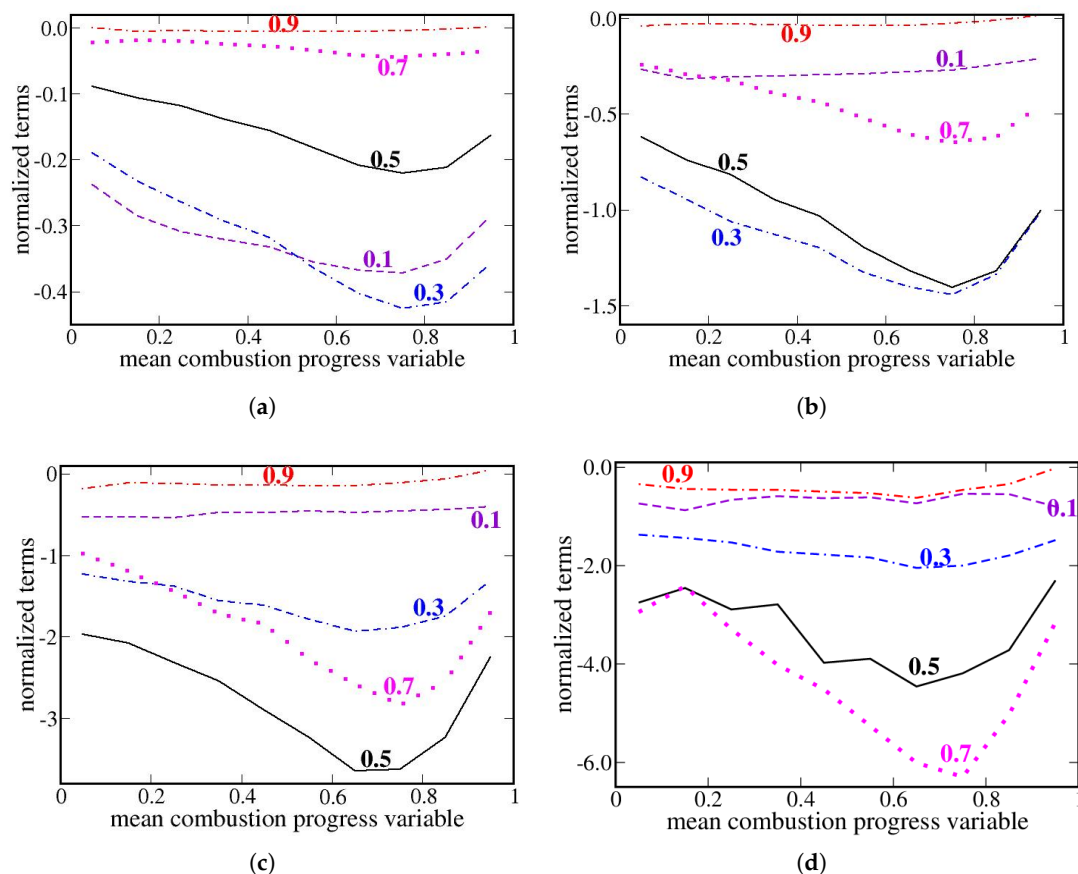 0.0
0.9
0.7
-0.1
0.5
-0.2
-0.3
0.1
0.3
-0.4
normalized terms
0 0.2 0.4 0.6 0.8 1
mean combustion progress variable
(a)
0.0
0.9
0.1
-0.5
0.7
0.5
-1.0
0.3
-1.5
normalized terms
0 0.2 0.4 0.6 0.8 1
mean combustion progress variable
(b)
0
0.9
0.1
-1
0.3
-2
0.7
-3
0.5
normalized terms
0 0.2 0.4 0.6 0.8 1
mean combustion progress variable
(c)
0.0
0.9
0.1
0.3
-2.0
-4.0
0.5
0.7
-6.0
normalized terms
0 0.2 0.4 0.6 0.8 1
mean combustion progress variable
(d)